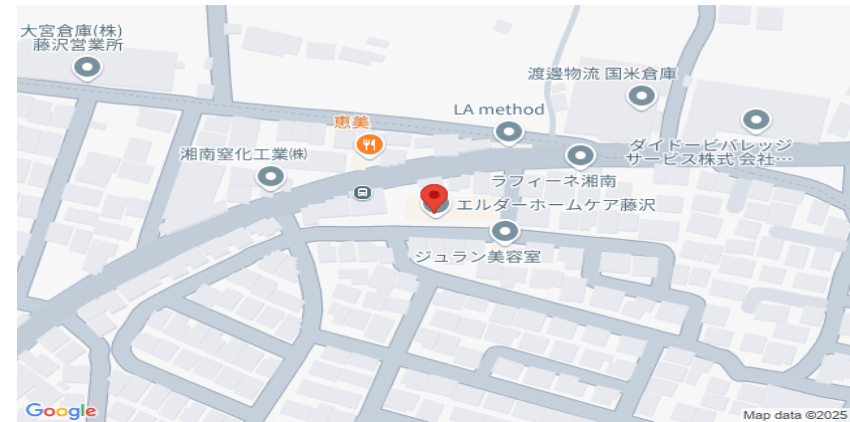 大宮倉庫(株)
藤沢営業所
渡邊物流 国米倉庫
LA method
恵美
湘南窒化工業㈱
ダイドービバレッジ
サービス株式会社…
ラフィーネ湘南
エルダーホームケア藤沢
ジュラン美容室
Google
Map data ©2025